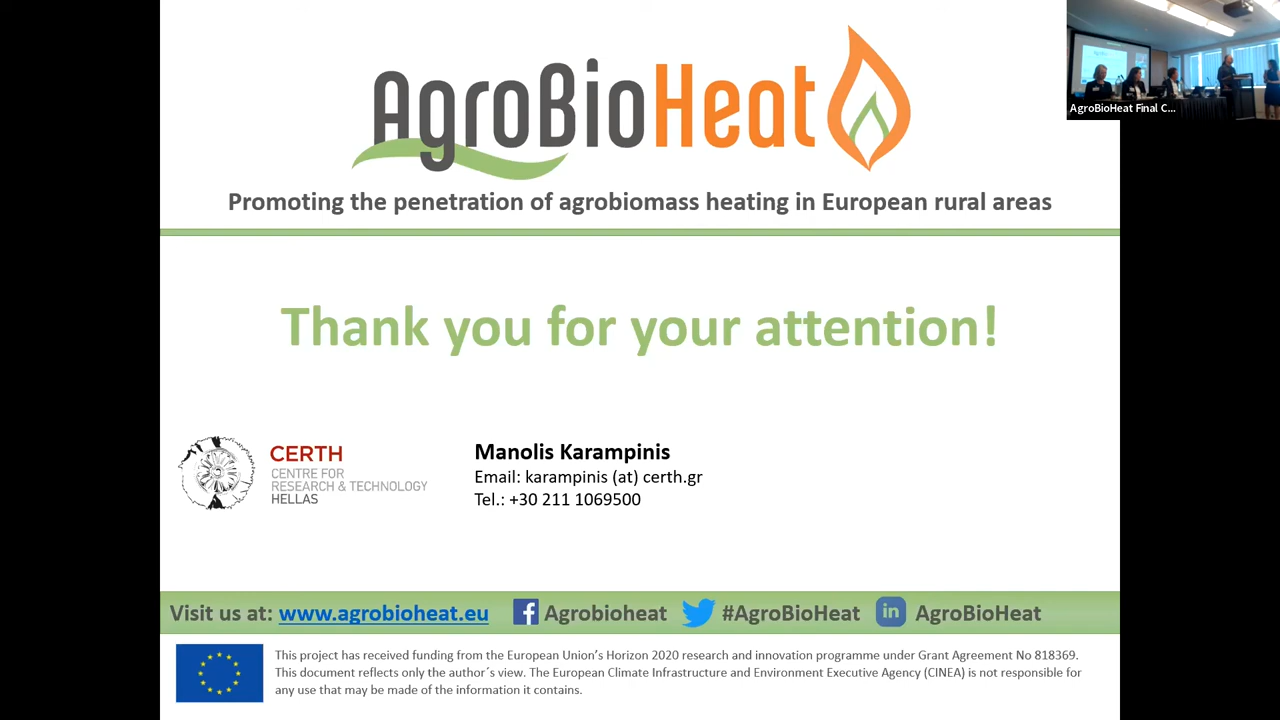 AgroBioHeat
AgroBioHeat Final C...
Promoting the penetration of agrobiomass heating in European rural areas
Thank you for your attention!
CERTH
CENTRE FOR
RESEARCH & TECHNOLOGY
HELLAS
Manolis Karampinis
Email: karampinis (at) certh.gr
Tel.: +30 211 1069500
Visit us at: www.agrobioheat.eu Agrobioheat #AgroBioHeat in AgroBioHeat
This project has received funding from the European Union’s Horizon 2020 research and innovation programme under Grant Agreement No 818369.
This document reflects only the author´s view. The European Climate Infrastructure and Environment Executive Agency (CINEA) is not responsible for
any use that may be made of the information it contains.